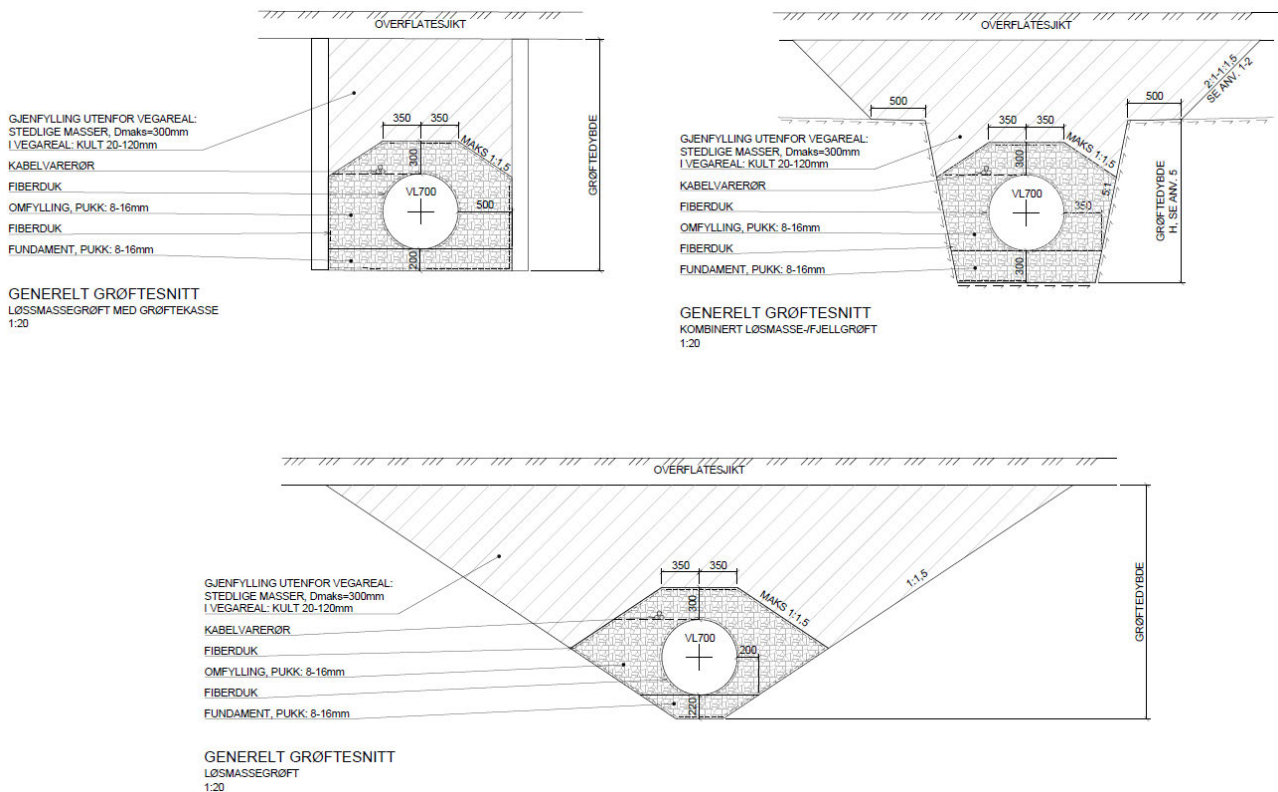 OVERFLATESJIKT
GJENFYLLING UTENFOR VEGAREAL:
STEDLIGE MASSER, Dmaks=300mm
I VEGAREAL: KULT 20-120mm
KABELVARERØR
FIBERDUK
OMFYLLING, PUKK: 8-16mm
FIBERDUK
FUNDAMENT, PUKK: 8-16mm
350
350
300
MAKS 1:1,5
VL700
500
200
GRØFTEDYBDE
GENERELT GRØFTESNITT
LØSSMASSEGRØFT MED GRØFTEKASSE
1:20
OVERFLATESJIKT
500
500
2:1-1:1,5
SE ANV. 1-2
GJENFYLLING UTENFOR VEGAREAL:
STEDLIGE MASSER, Dmaks=300mm
I VEGAREAL: KULT 20-120mm
KABELVARERØR
FIBERDUK
OMFYLLING, PUKK: 8-16mm
FIBERDUK
FUNDAMENT, PUKK: 8-16mm
350
350
300
MAKS 1:1,5
VL700
5:1
350
300
GRØFTEDYBDE
H, SE ANV. 5
GENERELT GRØFTESNITT
KOMBINERT LØSMASSE-/FJELLGRØFT
1:20
OVERFLATESJIKT
GJENFYLLING UTENFOR VEGAREAL:
STEDLIGE MASSER, Dmaks=300mm
I VEGAREAL: KULT 20-120mm
KABELVARERØR
FIBERDUK
OMFYLLING, PUKK: 8-16mm
FIBERDUK
FUNDAMENT, PUKK: 8-16mm
350
350
300
MAKS 1:1,5
1:1,5
VL700
200
220
GRØFTEDYBDE
GENERELT GRØFTESNITT
LØSMASSEGRØFT
1:20